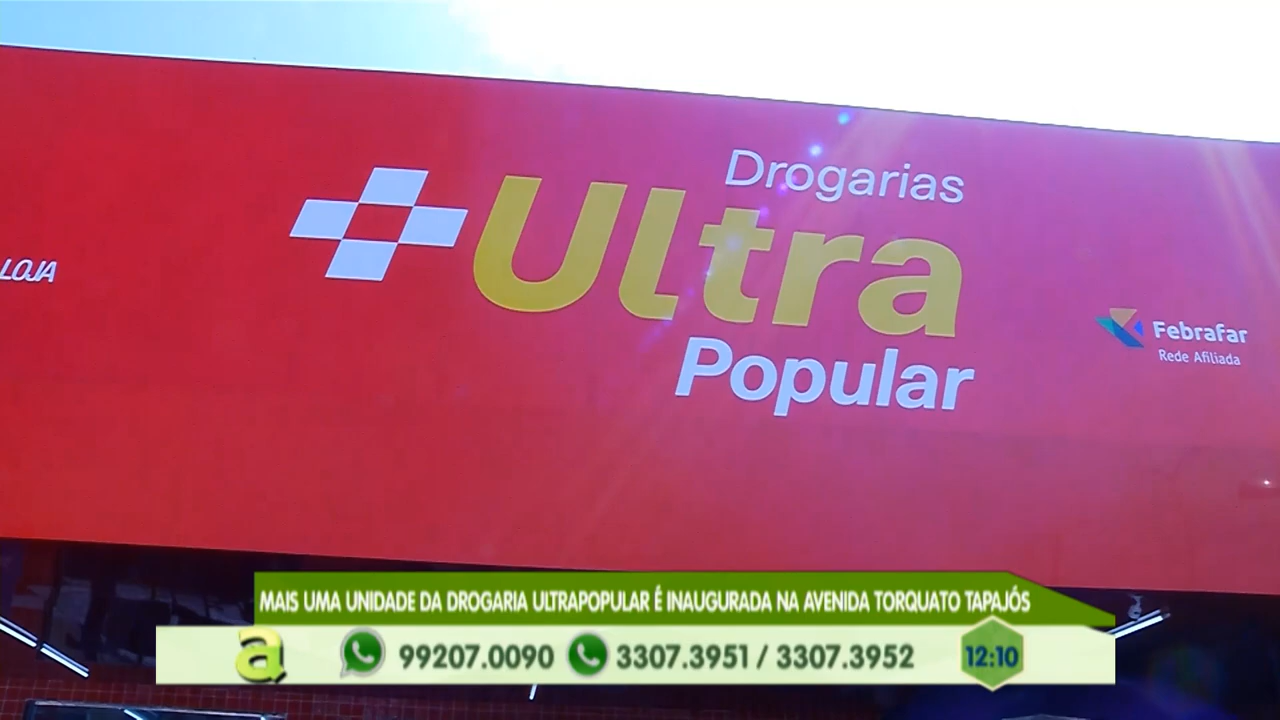 LOJA
Drogarias
Ultra
Popular
Febrafar
Rede Afiliada
MAIS UMA UNIDADE DA DROGARIA ULTRAPOPULAR É INAUGURADA NA AVENIDA TORQUATO TAPAJÓS
a 99207.0090 3307.3951 / 3307.3952 12:10